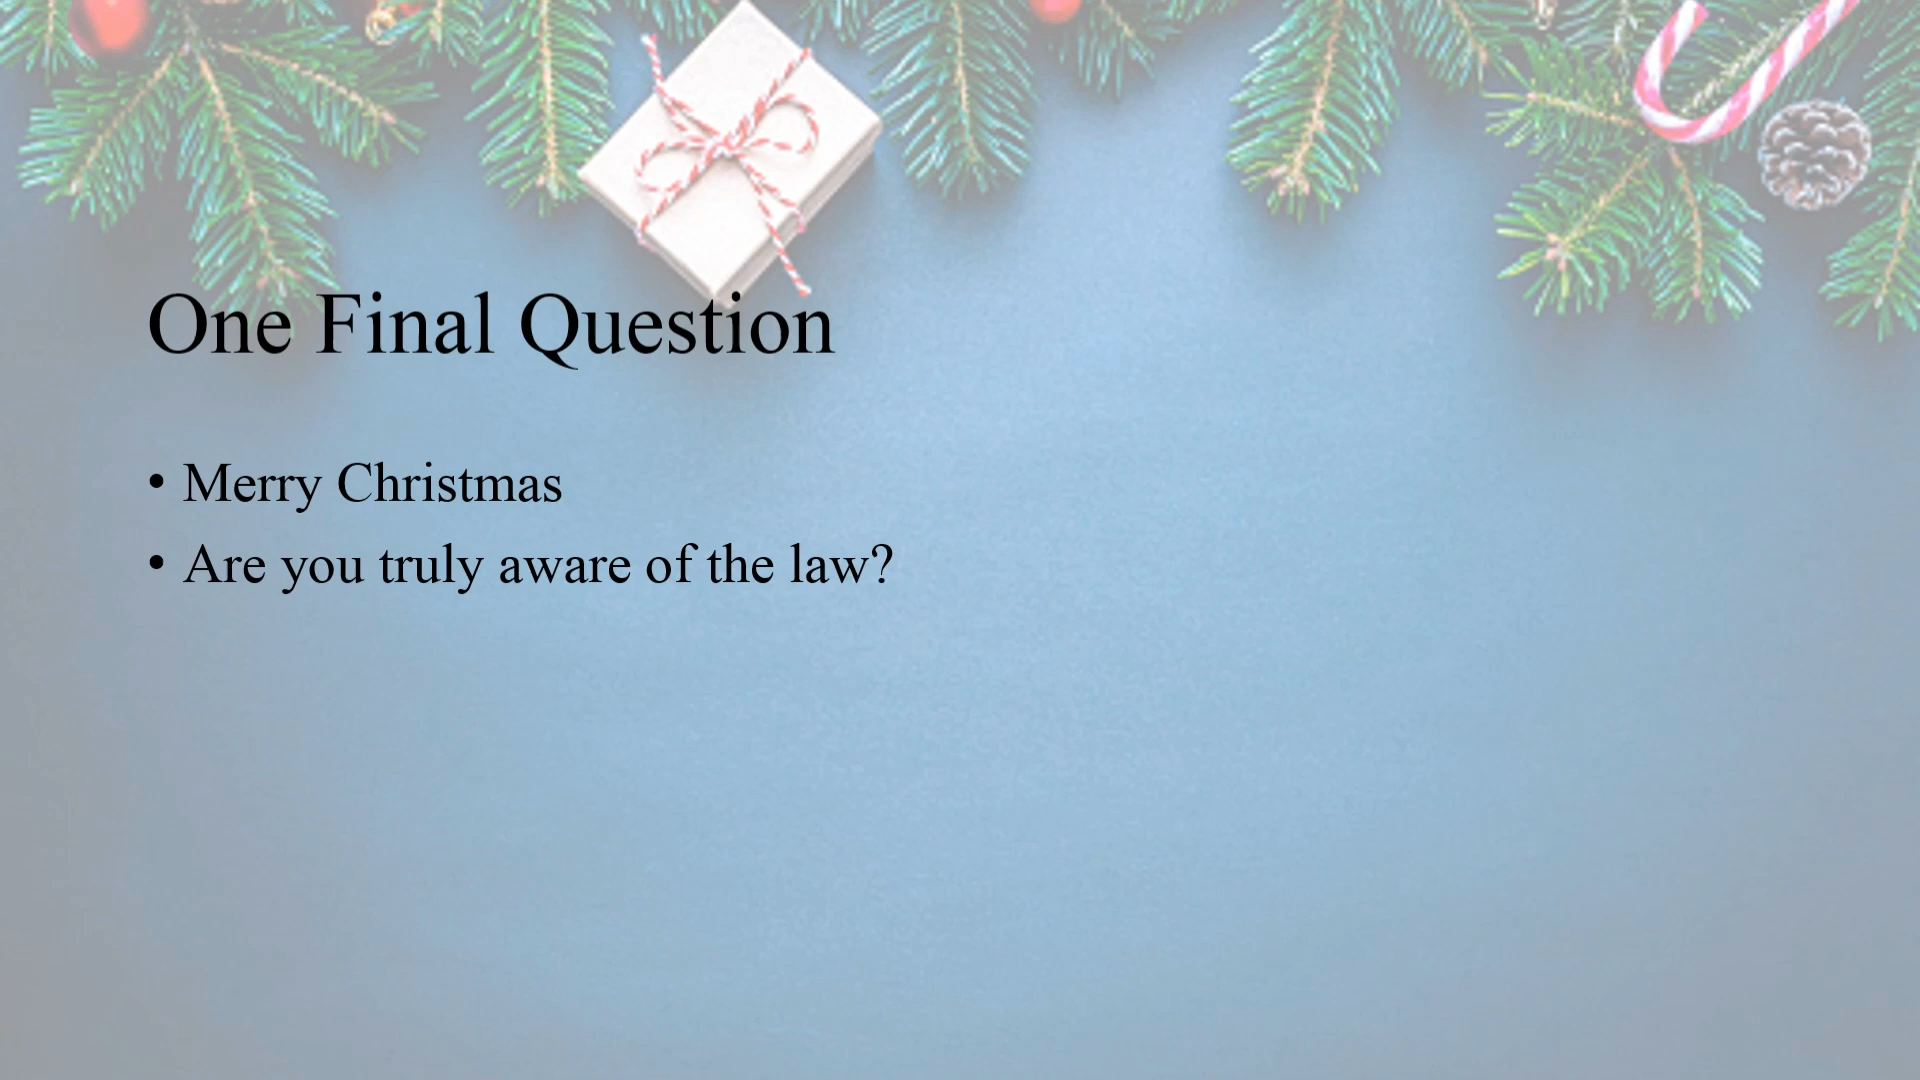 One Final Question
• Merry Christmas
• Are you truly aware of the law?